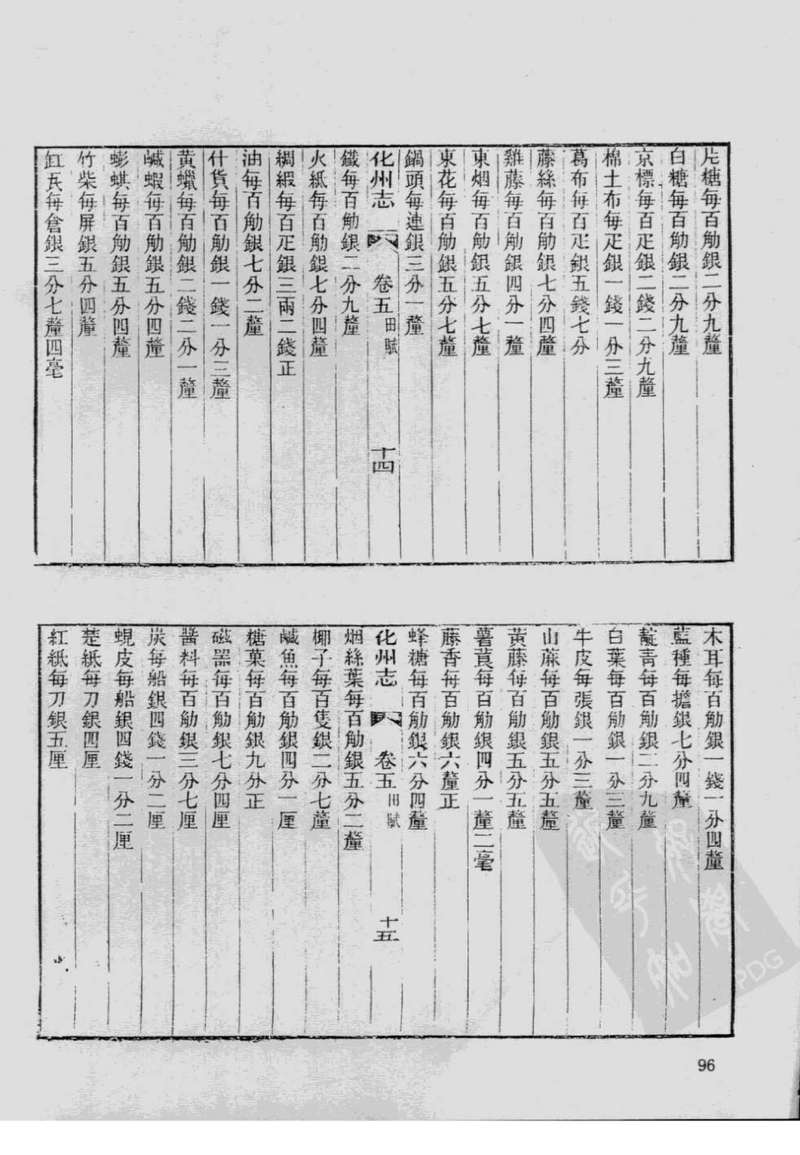 片糖每百觔銀二分九釐
白糖每百觔銀二分九釐
京標每百疋銀二錢二分九釐
棉土布每疋銀一錢一分三釐
葛布每百疋銀五錢七分
藤絲每百觔銀七分四釐
雞藤每百觔銀四分一釐
東烟每百觔銀五分七釐
東花每百觔銀五分七釐
鍋頭每連銀三分一釐
化州志 卷五 田賦 十四
鐵每百觔銀二分九釐
火紙每百觔銀七分四釐
綢緞每百疋銀三兩二錢正
油每百觔銀七分二釐
什貨每百觔銀一錢一分三釐
黃蠟每百觔銀二錢二分一釐
鹹蝦每百觔銀五分四釐
蟛蜞每百觔銀五分四釐
竹柴每屏銀五分四釐
缸瓦每倉銀三分七釐四毫
木耳每百觔銀一錢一分四釐
藍種每擔銀七分四釐
靛青每百觔銀二分九釐
白葉每百觔銀一分三釐
牛皮每張銀一分三釐
山蔴每百觔銀五分五釐
黃藤每百觔銀五分五釐
薯莨每百觔銀四分一釐二毫
藤香每百觔銀六釐正
蜂糖每百觔銀六分四釐
化州志 卷五 田賦 十五
烟絲葉每百觔銀五分二釐
椰子每百隻銀二分七釐
鹹魚每百觔銀四分一厘
糖菓每百觔銀九分正
磁器每百觔銀七分四厘
醬料每百觔銀三分七厘
炭每船銀四錢一分二厘
蜆皮每船銀四錢一分二厘
楚紙每刀銀四厘
紅紙每刀銀五厘
96
PDG